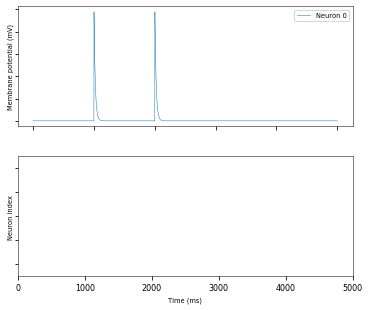 Neuron 0
Membrane potential (mV)
Neuron index
0 1000 2000 3000 4000 5000
Time (ms)